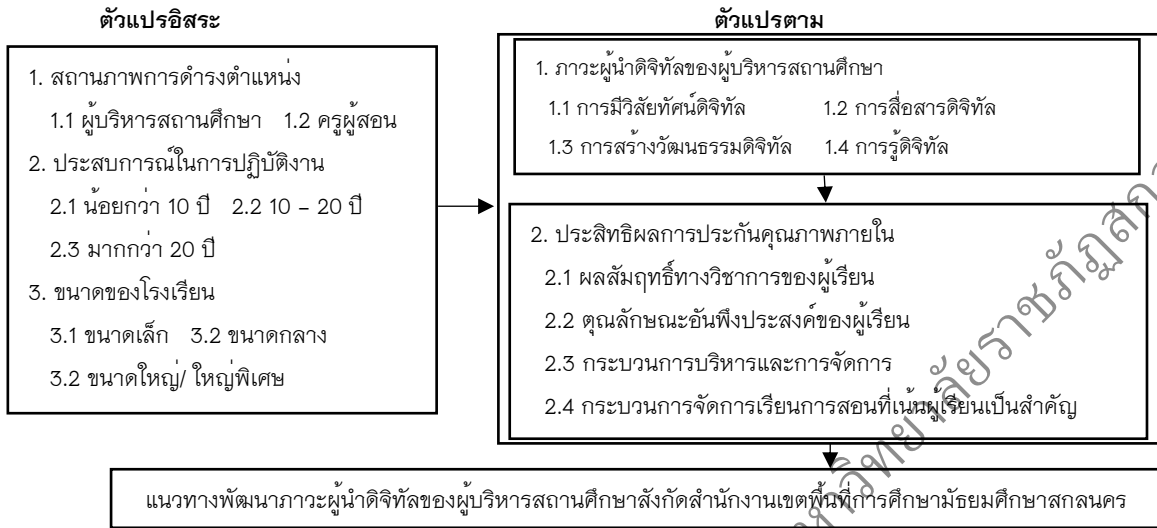 ตัวแปรอิสระ
1. สถานภาพการดำรงตำแหน่ง
1.1 ผู้บริหารสถานศึกษา 1.2 ครูผู้สอน
2. ประสบการณ์ในการปฏิบัติงาน
2.1 น้อยกว่า 10 ปี 2.2 10 – 20 ปี
2.3 มากกว่า 20 ปี
3. ขนาดของโรงเรียน
3.1 ขนาดเล็ก 3.2 ขนาดกลาง
3.2 ขนาดใหญ่/ ใหญ่พิเศษ
ตัวแปรตาม
1. ภาวะผู้นำดิจิทัลของผู้บริหารสถานศึกษา
1.1 การมีวิสัยทัศน์ดิจิทัล 1.2 การสื่อสารดิจิทัล
1.3 การสร้างวัฒนธรรมดิจิทัล 1.4 การรู้ดิจิทัล
2. ประสิทธิผลการประกันคุณภาพภายใน
2.1 ผลสัมฤทธิ์ทางวิชาการของผู้เรียน
2.2 ตุณลักษณะอันพึงประสงค์ของผู้เรียน
2.3 กระบวนการบริหารและการจัดการ
2.4 กระบวนการจัดการเรียนการสอนที่เน้นผู้เรียนเป็นสำคัญ
แนวทางพัฒนาภาวะผู้นำดิจิทัลของผู้บริหารสถานศึกษาสังกัดสำนักงานเขตพื้นที่การศึกษามัธยมศึกษาสกลนคร